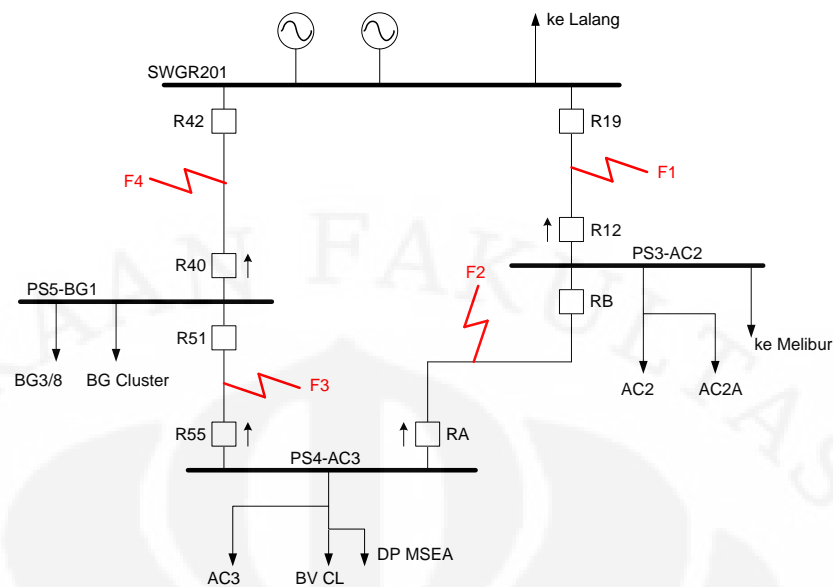 ke Lalang
SWGR201
R42
R19
F4
F1
R12
R40
F2
PS3-AC2
PS5-BG1
RB
R51
ke Melibur
BG3/8
BG Cluster
F3
AC2
AC2A
R55
RA
PS4-AC3
DP MSEA
AC3
BV CL